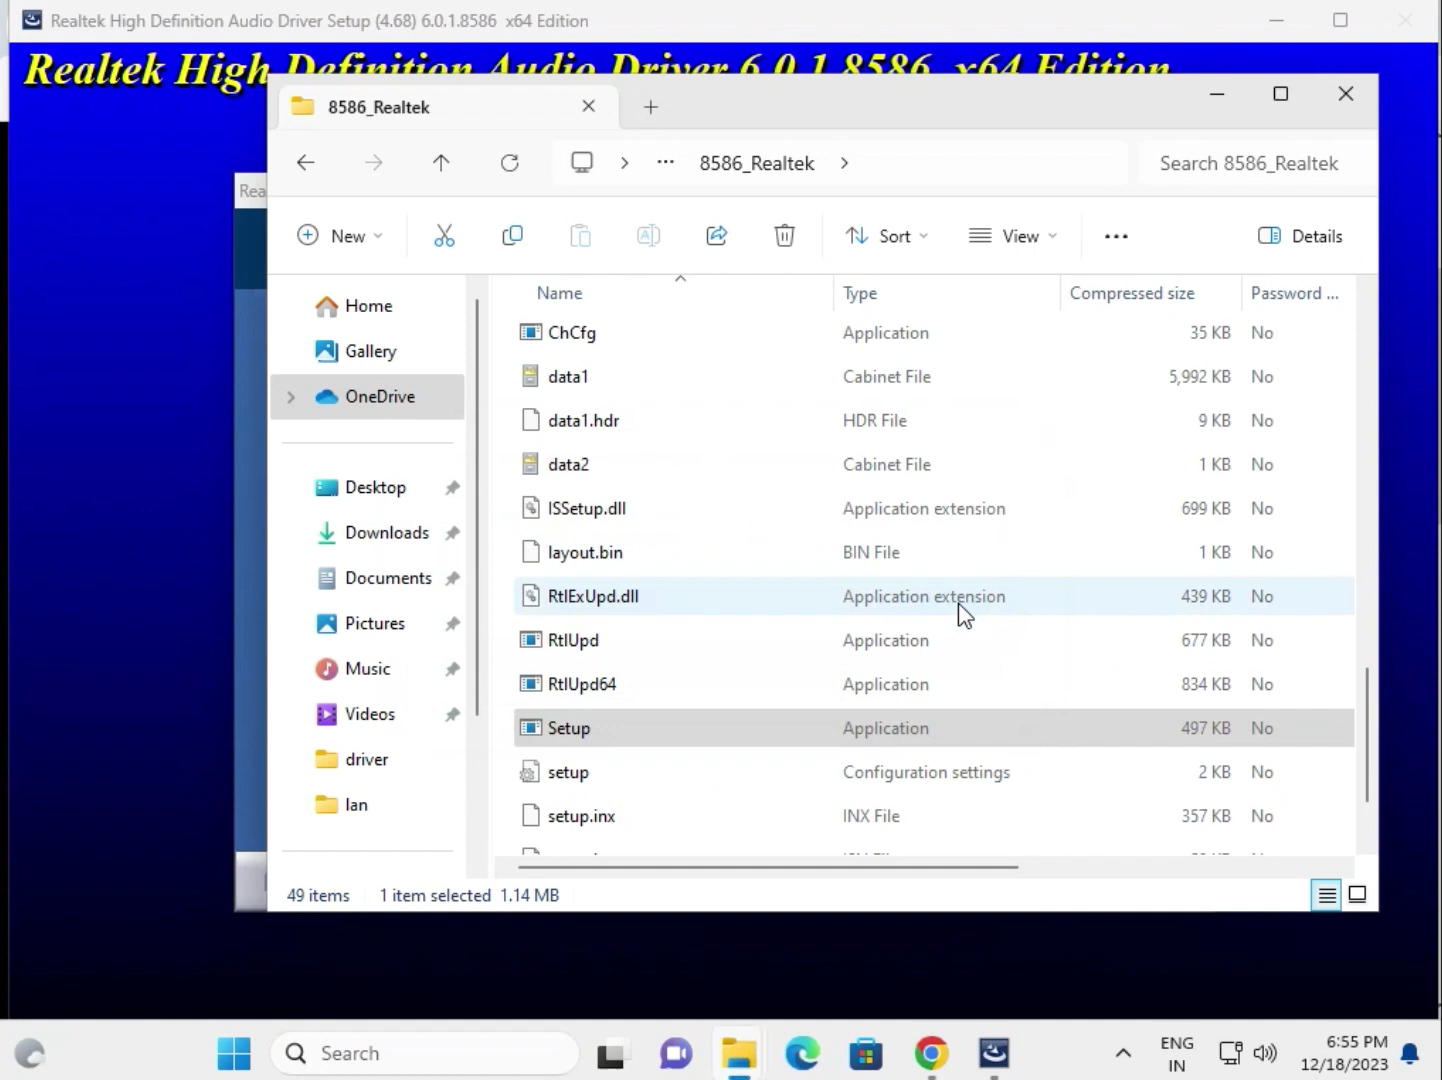 Realtek High Definition Audio Driver Setup (4.68) 6.0.1.8586 x64 Edition
Realtek High Definition Audio Driver 6.0.1.8586 x64 Edition
8586_Realtek
Rea
... 8586_Realtek
Search 8586_Realtek
New
Sort
View
Details
Home
Gallery
OneDrive
Desktop
Downloads
Documents
Pictures
Music
Videos
driver
lan
Name Type Compressed size Password ...
ChCfg Application 35 KB No
data1 Cabinet File 5,992 KB No
data1.hdr HDR File 9 KB No
data2 Cabinet File 1 KB No
ISSetup.dll Application extension 699 KB No
layout.bin BIN File 1 KB No
RtlExUpd.dll Application extension 439 KB No
RtlUpd Application 677 KB No
RtlUpd64 Application 834 KB No
Setup Application 497 KB No
setup Configuration settings 2 KB No
setup.inx INX File 357 KB No
49 items 1 item selected 1.14 MB
Search
ENG
IN
6:55 PM
12/18/2023